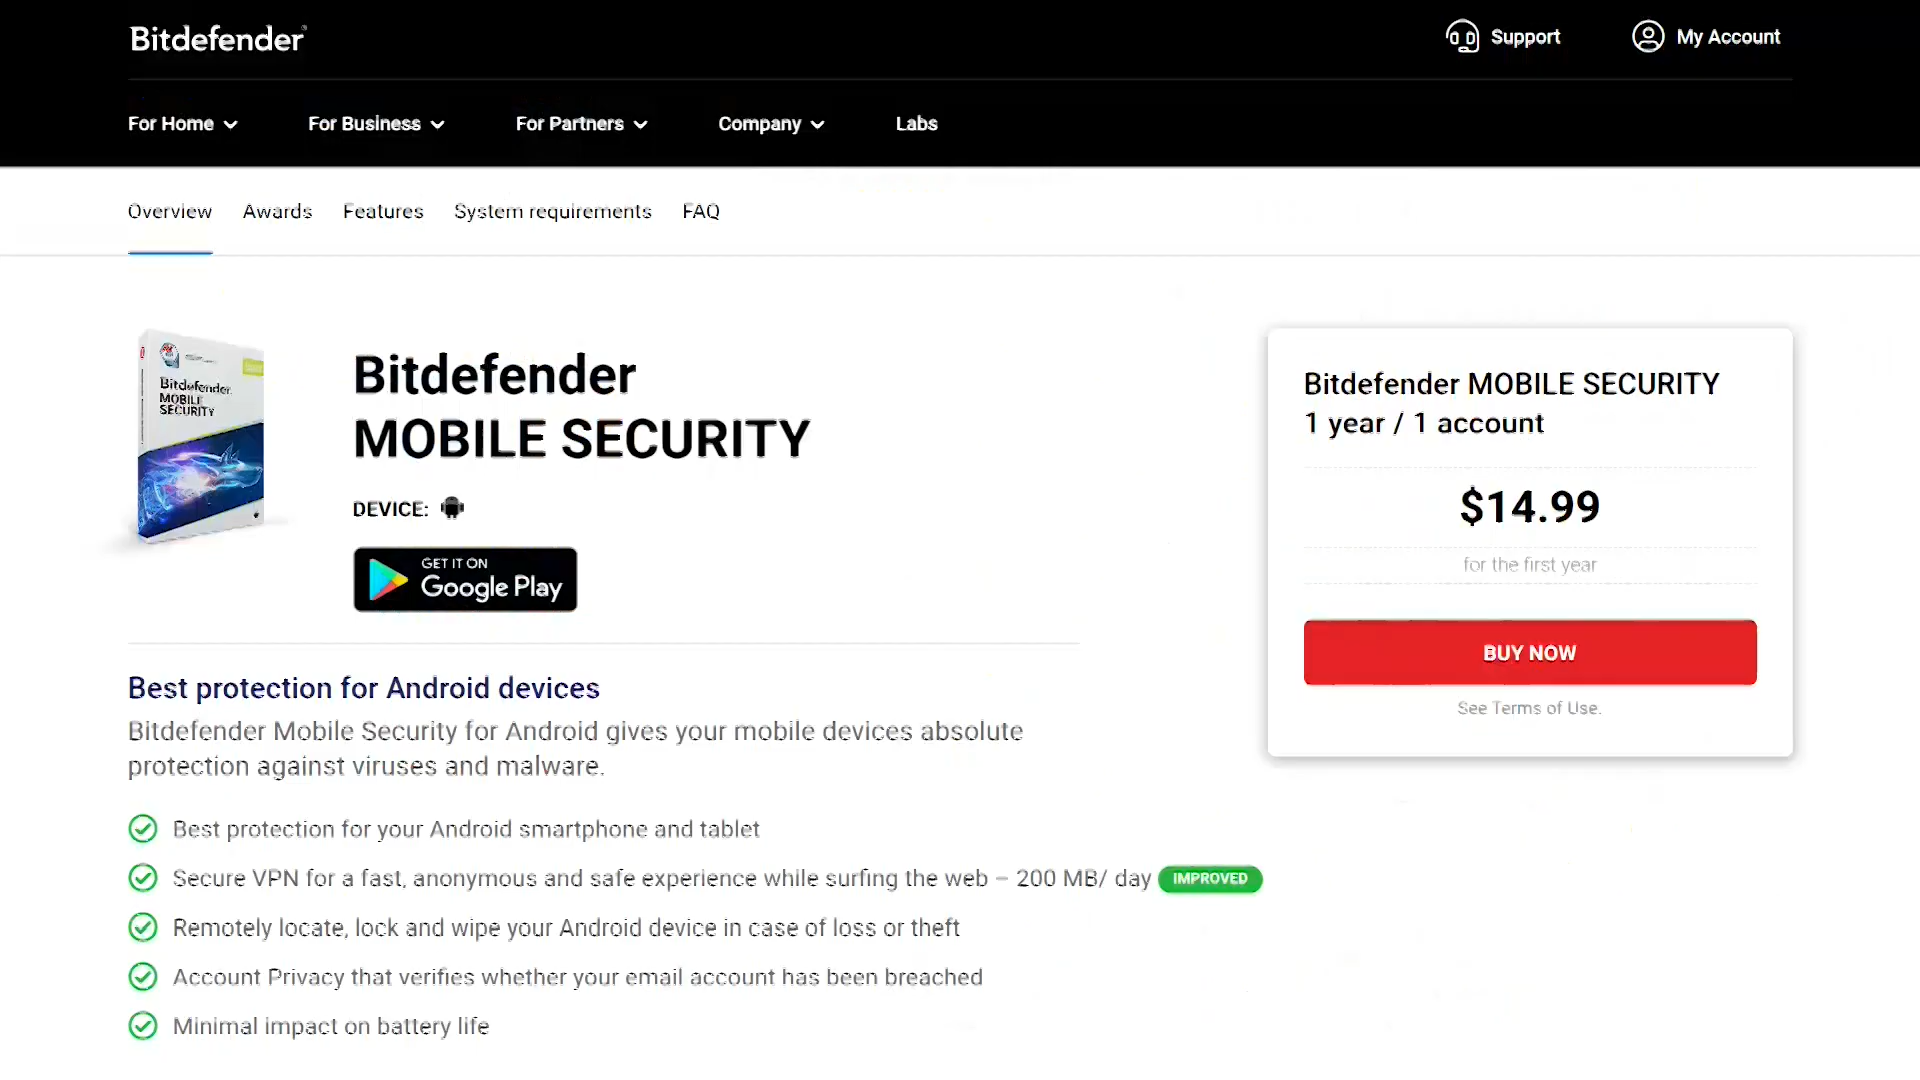 Bitdefender
Support
My Account
For Home
For Business
For Partners
Company
Labs
Overview
Awards
Features
System requirements
FAQ
Bitdefender
MOBILE
SECURITY
Bitdefender
MOBILE SECURITY
DEVICE:
GET IT ON
Google Play
Bitdefender MOBILE SECURITY
1 year / 1 account
$14.99
for the first year
BUY NOW
See Terms of Use.
Best protection for Android devices
Bitdefender Mobile Security for Android gives your mobile devices absolute
protection against viruses and malware.
Best protection for your Android smartphone and tablet
Secure VPN for a fast, anonymous and safe experience while surfing the web – 200 MB/ day IMPROVED
Remotely locate, lock and wipe your Android device in case of loss or theft
Account Privacy that verifies whether your email account has been breached
Minimal impact on battery life